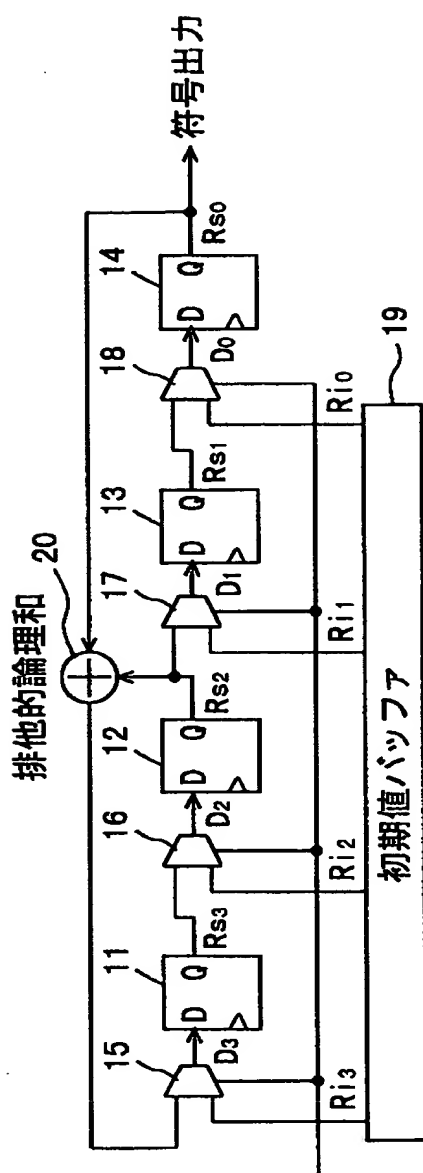 排他的論理和
20
15
D3
11
D Q
Rs3
16
D2
12
D Q
Rs2
17
D1
13
D Q
Rs1
18
D0
14
D Q
Rs0
符号出力
Ri3
Ri2
Ri1
Ri0
初期値バッファ
19